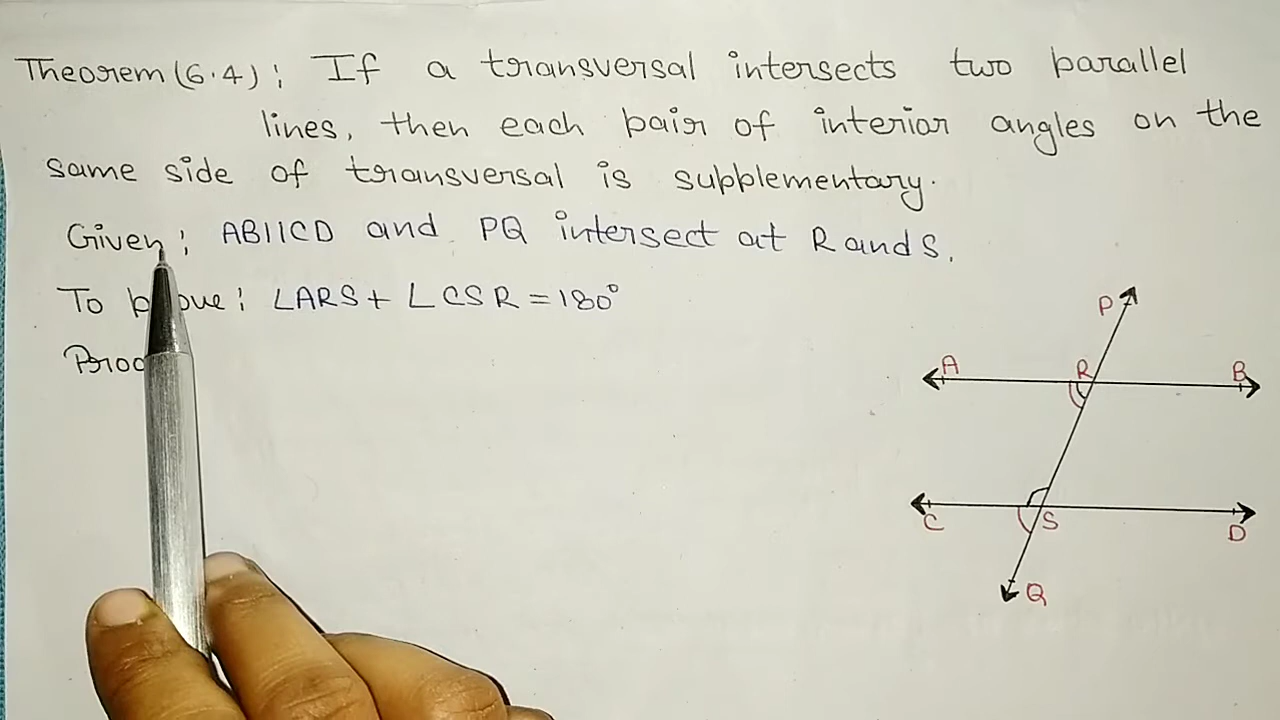 Theorem (6.4); If a transversal intersects two parallel
lines, then each pair of interior angles on the
same side of transversal is supplementary.
Given; AB||CD and PQ intersect at R and S.
To : ∠ARS + ∠CSR = 180°
P
A R B
C S D
Q